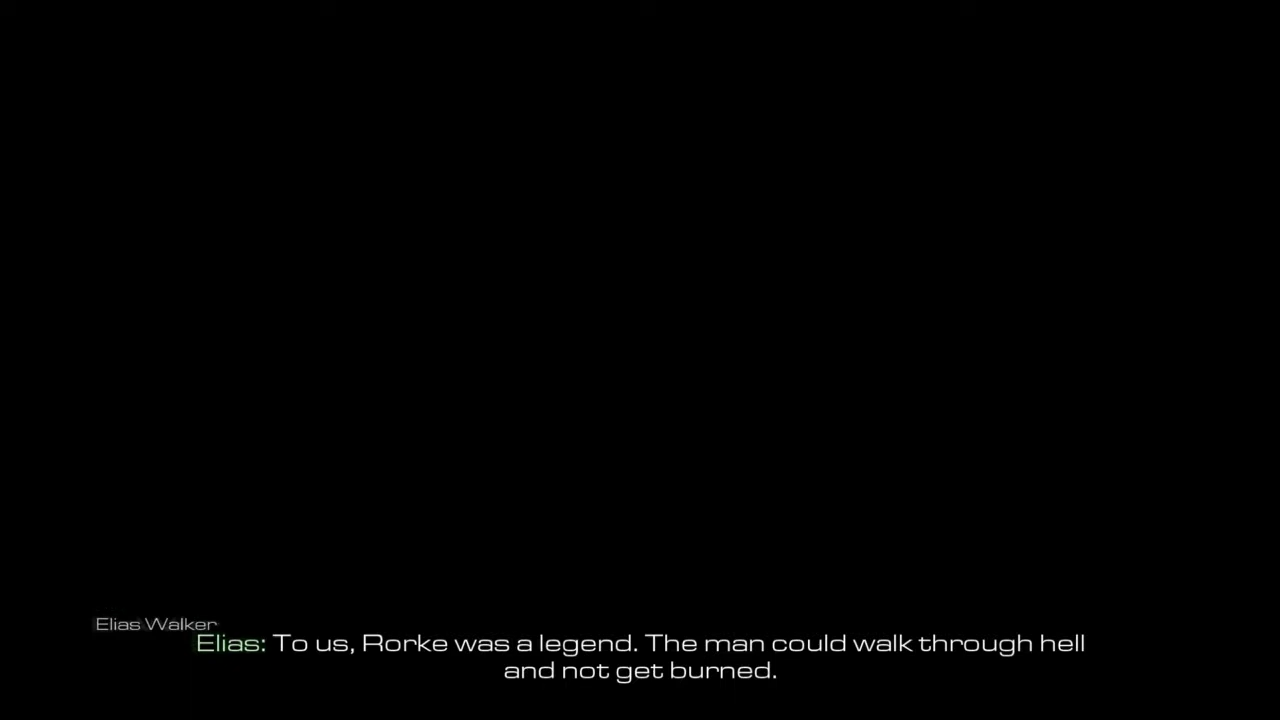 Elias Walker
Elias: To us, Rorke was a legend. The man could walk through hell
and not get burned.